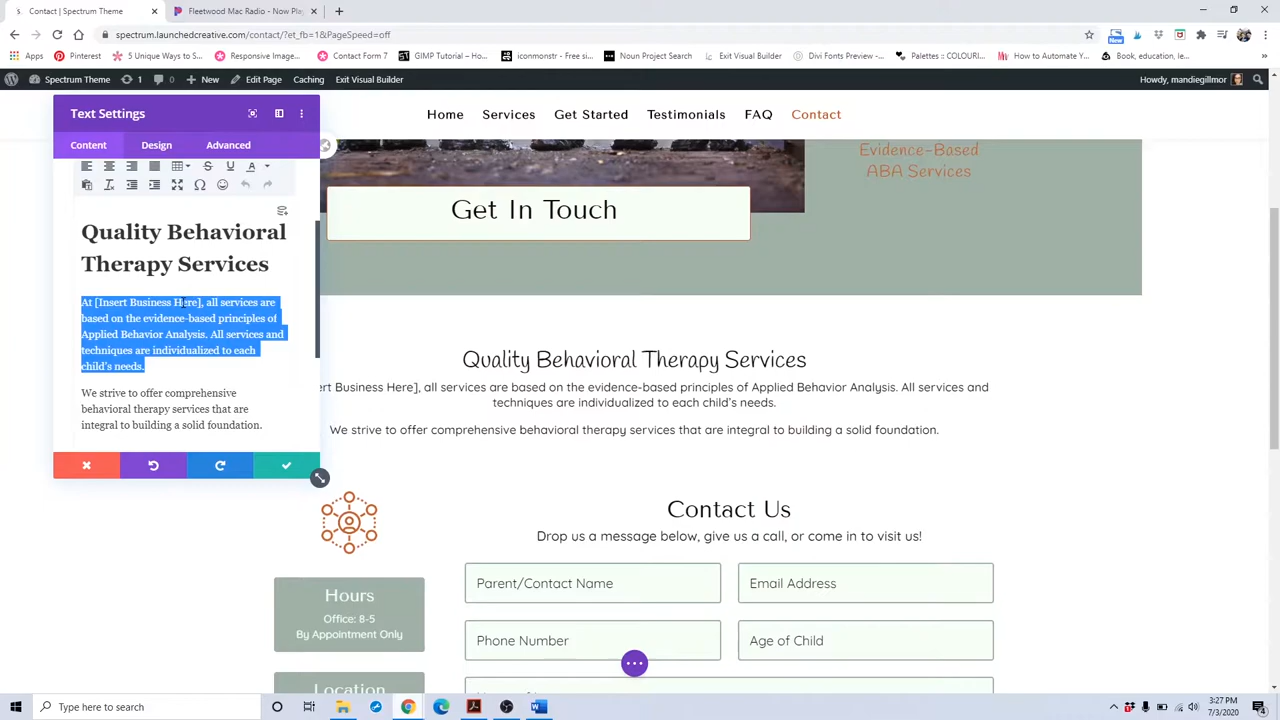 Contact | Spectrum Theme
Fleetwood Mac Radio - Now Play
spectrum.launchedcreative.com/contact/?et_fb=1&PageSpeed=off
Apps
Pinterest
5 Unique Ways to S...
Responsive Image...
Contact Form 7
GIMP Tutorial – Ho...
iconmonstr - Free si...
Noun Project Search
Exit Visual Builder
Divi Fonts Preview -...
Palettes :: COLOURl...
How to Automate Y...
Book, education, le...
Spectrum Theme
1
0
New
Edit Page
Caching
Exit Visual Builder
Howdy, mandiegillmor
Text Settings
Content
Design
Advanced
Quality Behavioral
Therapy Services
At [Insert Business Here], all services are
based on the evidence-based principles of
Applied Behavior Analysis. All services and
techniques are individualized to each
child's needs.
We strive to offer comprehensive
behavioral therapy services that are
integral to building a solid foundation.
Home
Services
Get Started
Testimonials
FAQ
Contact
Evidence-Based
ABA Services
Get In Touch
Quality Behavioral Therapy Services
ert Business Here], all services are based on the evidence-based principles of Applied Behavior Analysis. All services and
techniques are individualized to each child's needs.
We strive to offer comprehensive behavioral therapy services that are integral to building a solid foundation.
Contact Us
Drop us a message below, give us a call, or come in to visit us!
Hours
Office: 8-5
By Appointment Only
Location
Parent/Contact Name
Email Address
Phone Number
Age of Child
Type here to search
3:27 PM
7/3/2020